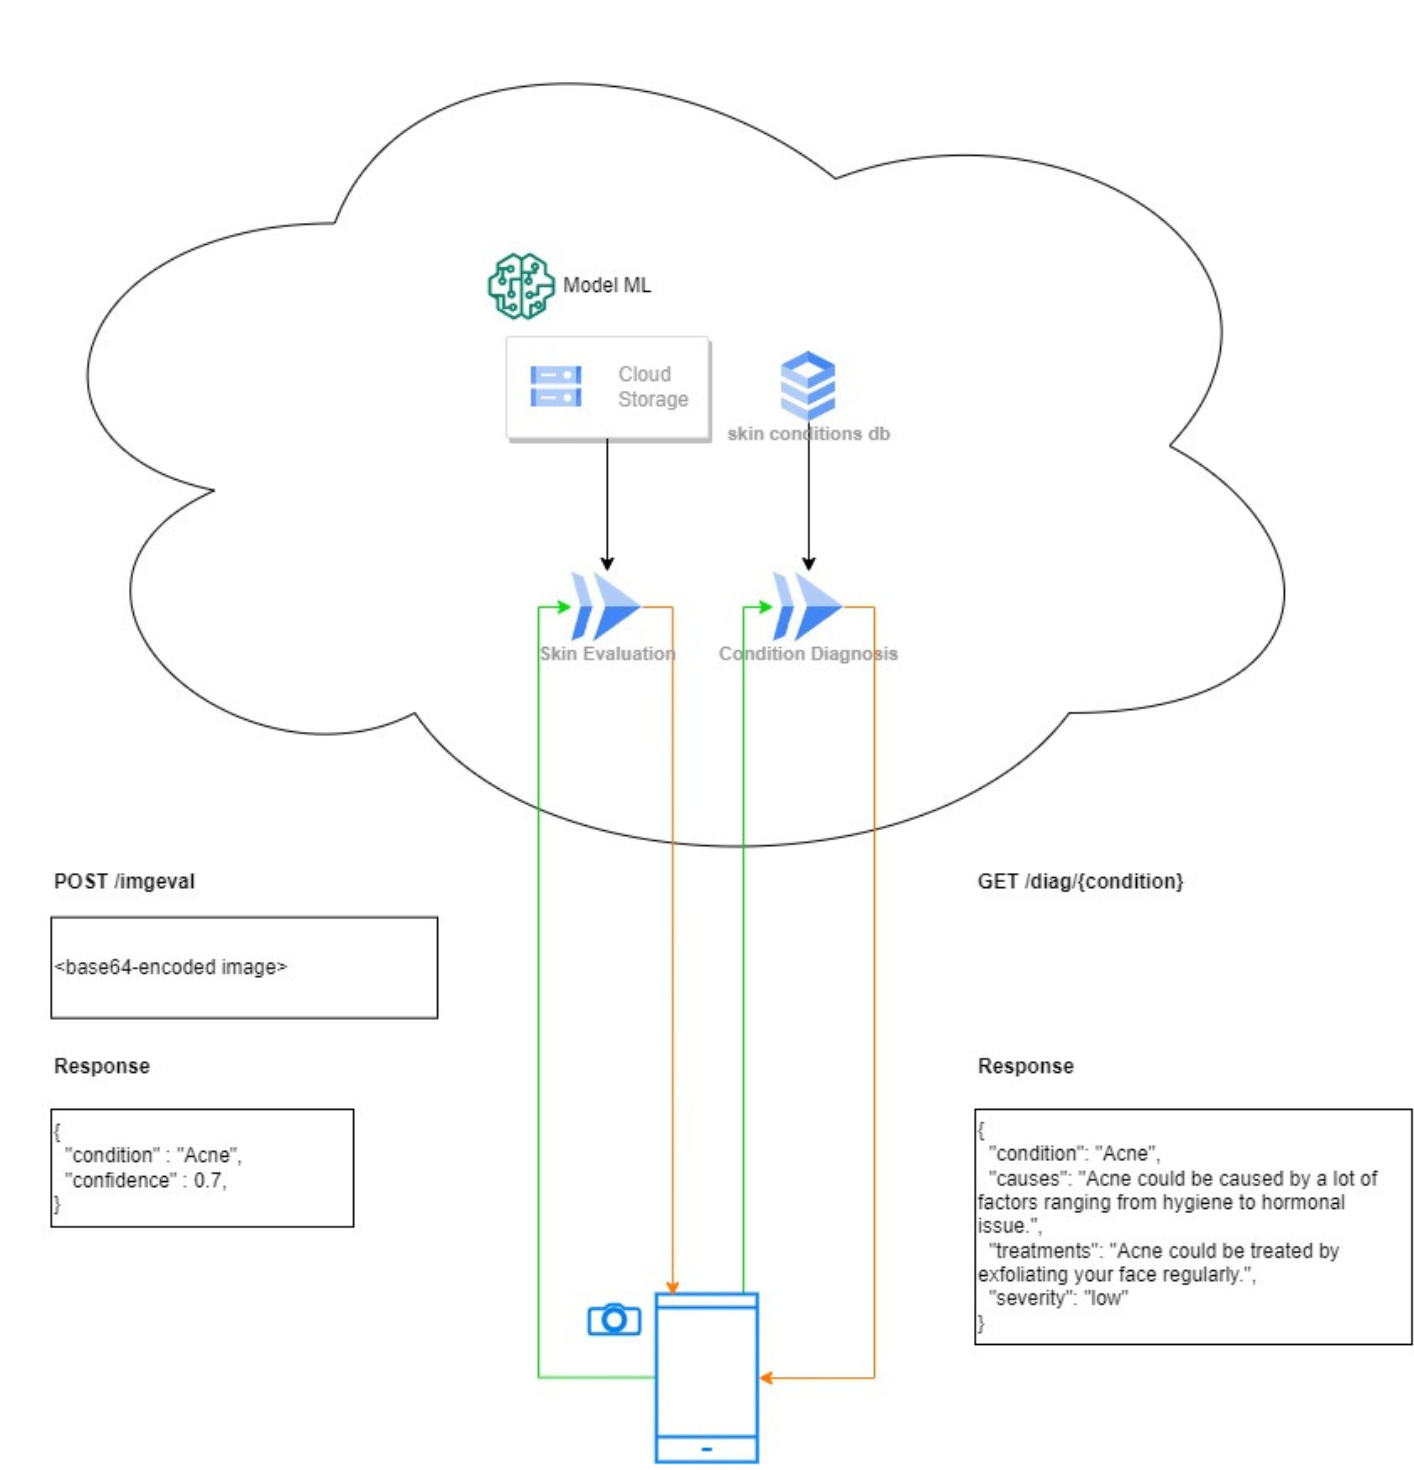 Model ML
Cloud
Storage
skin conditions db
Skin Evaluation
Condition Diagnosis
POST /imgeval
<base64-encoded image>
Response
{
"condition" : "Acne",
"confidence" : 0.7,
}
GET /diag/{condition}
Response
{
"condition": "Acne",
"causes": "Acne could be caused by a lot of
factors ranging from hygiene to hormonal
issue.",
"treatments": "Acne could be treated by
exfoliating your face regularly.",
"severity": "low"
}